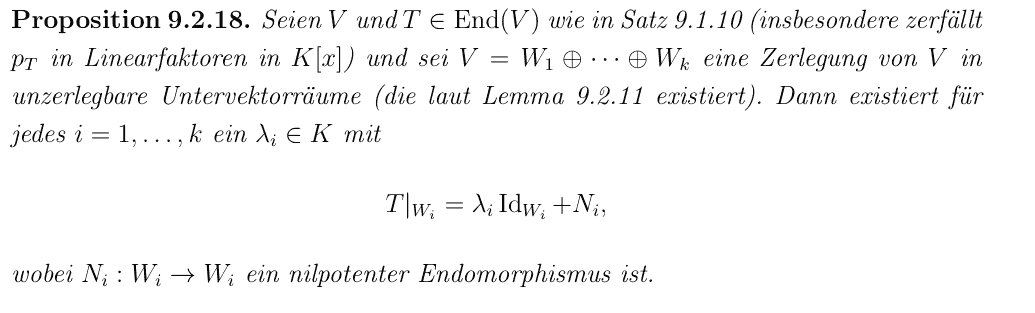 Proposition 9.2.18. Seien V und T ∈ End(V) wie in Satz 9.1.10 (insbesondere zerfällt
p_T in Linearfaktoren in K[x]) und sei V = W_1 ⊕ ··· ⊕ W_k eine Zerlegung von V in
unzerlegbare Untervektorräume (die laut Lemma 9.2.11 existiert). Dann existiert für
jedes i = 1, . . . , k ein λ_i ∈ K mit
T|_{W_i} = λ_i Id_{W_i} +N_i,
wobei N_i : W_i → W_i ein nilpotenter Endomorphismus ist.